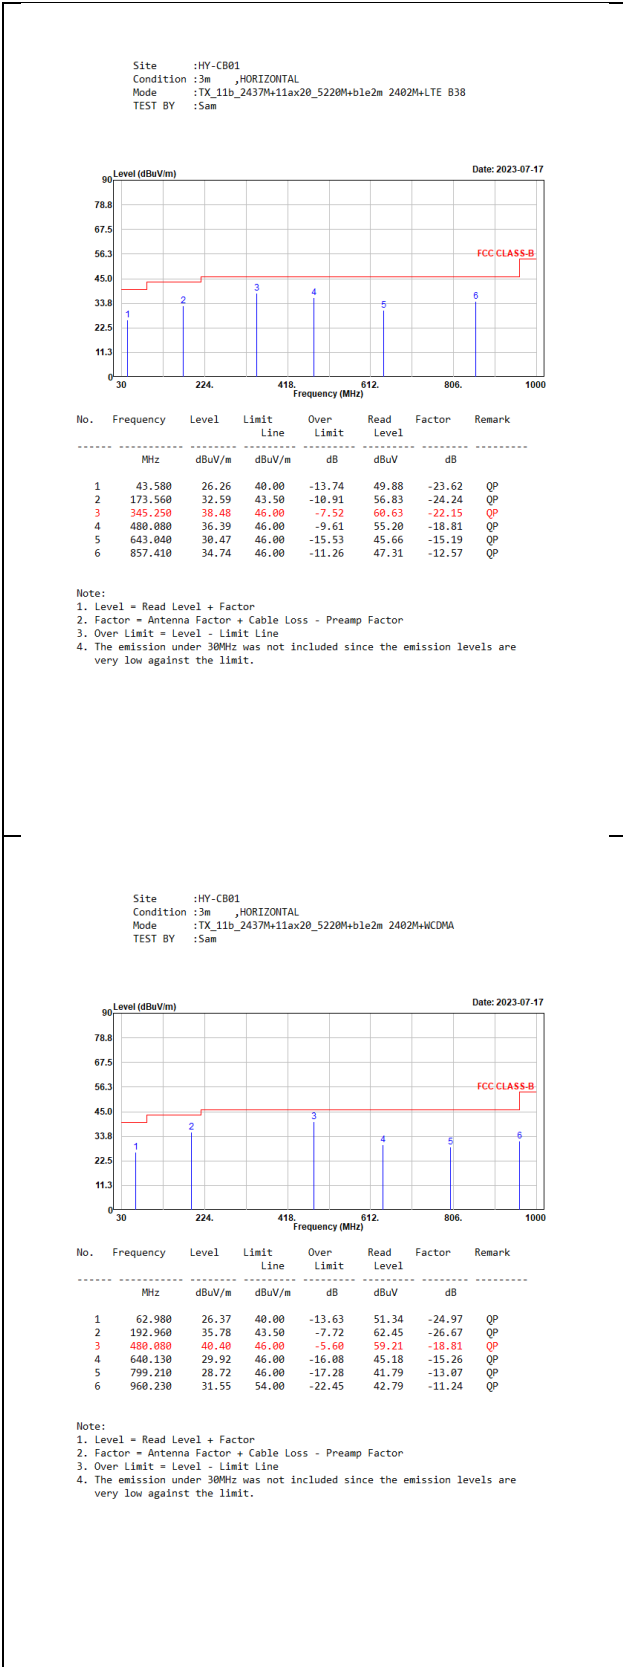 Site      :HY-CB01
Condition :3m    ,HORIZONTAL
Mode      :TX_11b_2437M+11ax20_5220M+ble2m 2402M+LTE B38
TEST BY   :Sam
Level (dBuV/m)    Date: 2023-07-17
90
78.8
67.5
56.3    FCC CLASS-B
45.0
33.8
22.5
11.3
0
1 2 3 4 5 6
30 224. 418. 612. 806. 1000
Frequency (MHz)
No.   Frequency    Level    Limit    Over    Read    Factor    Remark
Line    Limit    Level
------ ----------- -------- -------- --------- -------- -------- ---------
MHz    dBuV/m    dBuV/m    dB    dBuV    dB
1    43.580    26.26    40.00    -13.74    49.88    -23.62    QP
2    173.560    32.59    43.50    -10.91    56.83    -24.24    QP
3    345.250    38.48    46.00    -7.52    60.63    -22.15    QP
4    480.080    36.39    46.00    -9.61    55.20    -18.81    QP
5    643.040    30.47    46.00    -15.53    45.66    -15.19    QP
6    857.410    34.74    46.00    -11.26    47.31    -12.57    QP
Note:
1. Level = Read Level + Factor
2. Factor = Antenna Factor + Cable Loss - Preamp Factor
3. Over Limit = Level - Limit Line
4. The emission under 30MHz was not included since the emission levels are
very low against the limit.
Site      :HY-CB01
Condition :3m    ,HORIZONTAL
Mode      :TX_11b_2437M+11ax20_5220M+ble2m 2402M+WCDMA
TEST BY   :Sam
Level (dBuV/m)    Date: 2023-07-17
90
78.8
67.5
56.3    FCC CLASS-B
45.0
33.8
22.5
11.3
0
1 2 3 4 5 6
30 224. 418. 612. 806. 1000
Frequency (MHz)
No.   Frequency    Level    Limit    Over    Read    Factor    Remark
Line    Limit    Level
------ ----------- -------- -------- --------- -------- -------- ---------
MHz    dBuV/m    dBuV/m    dB    dBuV    dB
1    62.980    26.37    40.00    -13.63    51.34    -24.97    QP
2    192.960    35.78    43.50    -7.72    62.45    -26.67    QP
3    480.080    40.40    46.00    -5.60    59.21    -18.81    QP
4    640.130    29.92    46.00    -16.08    45.18    -15.26    QP
5    799.210    28.72    46.00    -17.28    41.79    -13.07    QP
6    960.230    31.55    54.00    -22.45    42.79    -11.24    QP
Note:
1. Level = Read Level + Factor
2. Factor = Antenna Factor + Cable Loss - Preamp Factor
3. Over Limit = Level - Limit Line
4. The emission under 30MHz was not included since the emission levels are
very low against the limit.